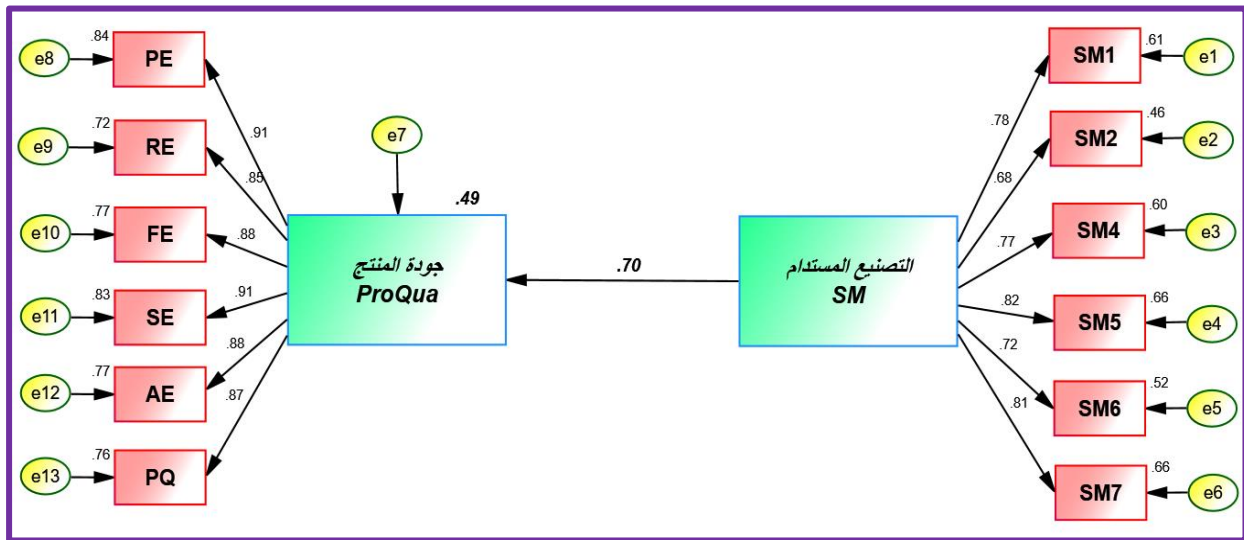 e8
.84
PE
.91
e9
.72
RE
.85
e10
.77
FE
.88
e11
.83
SE
.91
e12
.77
AE
.88
e13
.76
PQ
.87
e7
.49
جودة المنتج
ProQua
.70
التصنيع المستدام
SM
.78
SM1
.61
e1
.68
SM2
.46
e2
.77
SM4
.60
e3
.82
SM5
.66
e4
.72
SM6
.52
e5
.81
SM7
.66
e6